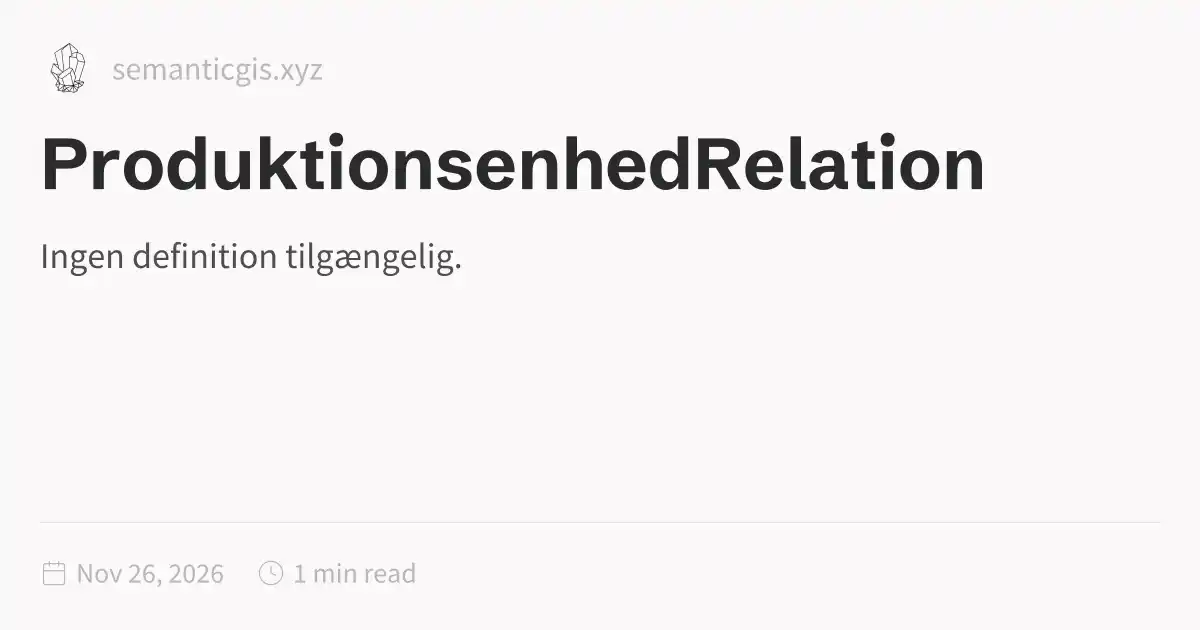 semanticgis.xyz
ProduktionsenhedRelation
Ingen definition tilgængelig.
Nov 26, 2026 1 min read